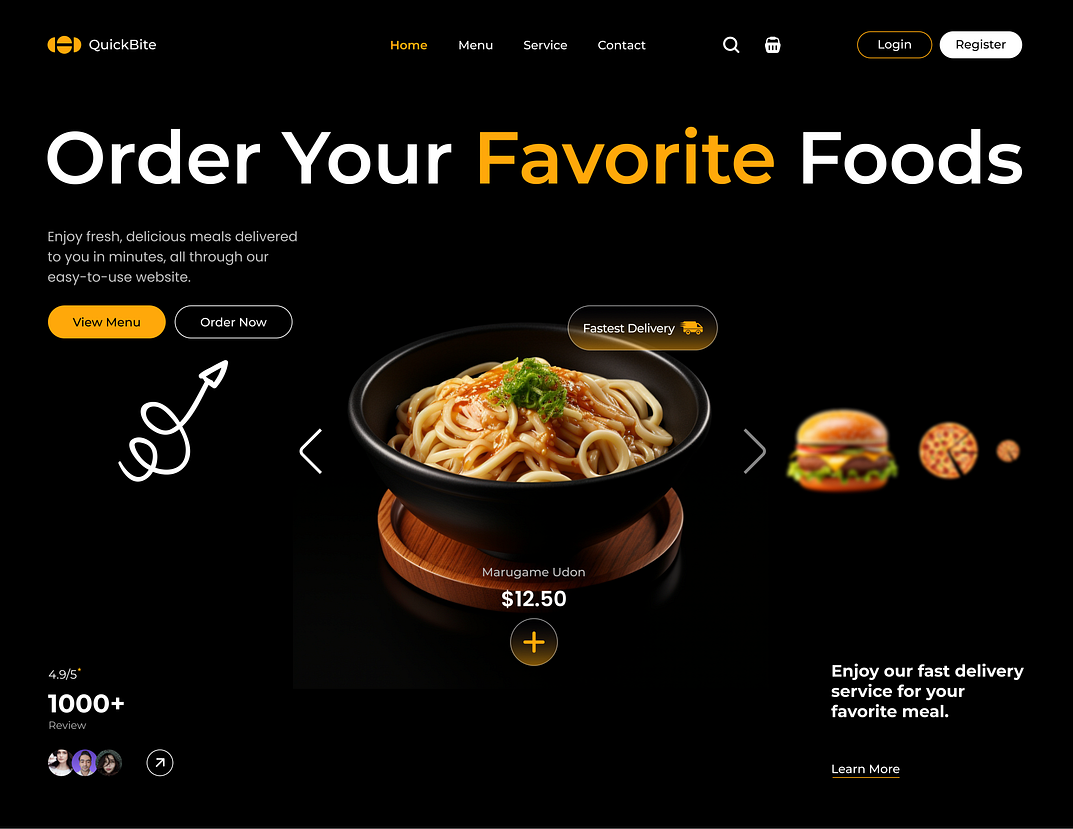 QuickBite
Home
Menu
Service
Contact
Login
Register
Order Your Favorite Foods
Enjoy fresh, delicious meals delivered
to you in minutes, all through our
easy-to-use website.
View Menu
Order Now
Fastest Delivery
Marugame Udon
$12.50
4.9/5*
1000+
Review
Enjoy our fast delivery
service for your
favorite meal.
Learn More